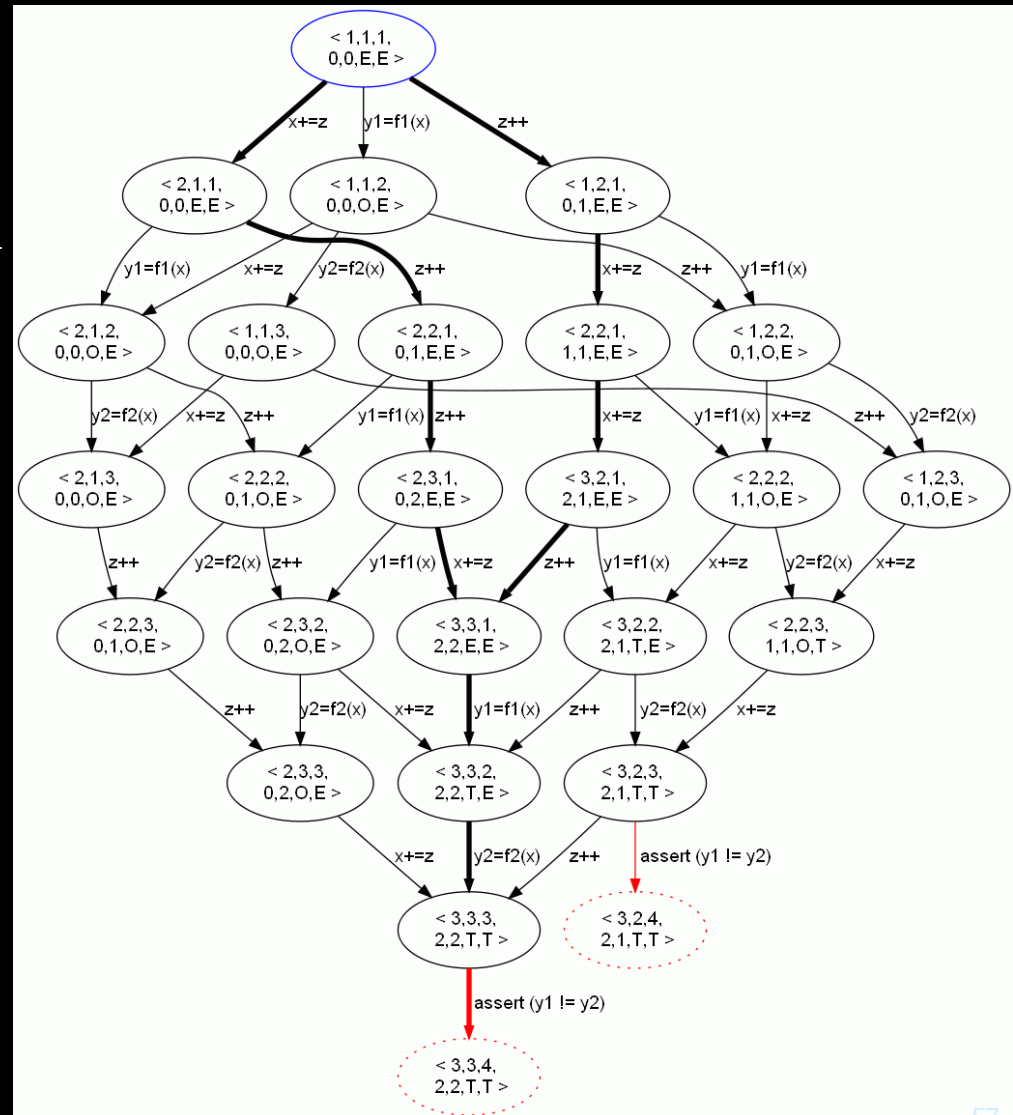 < 1,1,1,
0,0,E,E >
x+=z
y1=f1(x)
z++
< 2,1,1,
0,0,E,E >
< 1,1,2,
0,0,O,E >
< 1,2,1,
0,1,E,E >
y1=f1(x)
x+=z
y2=f2(x)
z++
x+=z
z++
y1=f1(x)
< 2,1,2,
0,0,O,E >
< 1,1,3,
0,0,O,E >
< 2,2,1,
0,1,E,E >
< 2,2,1,
1,1,E,E >
< 1,2,2,
0,1,O,E >
y2=f2(x)
x+=z
z++
y1=f1(x)
z++
x+=z
y1=f1(x)
x+=z
z++
y2=f2(x)
< 2,1,3,
0,0,O,E >
< 2,2,2,
0,1,O,E >
< 2,3,1,
0,2,E,E >
< 3,2,1,
2,1,E,E >
< 2,2,2,
1,1,O,E >
< 1,2,3,
0,1,O,E >
z++
y2=f2(x)
z++
y1=f1(x)
x+=z
z++
y1=f1(x)
x+=z
y2=f2(x)
x+=z
< 2,2,3,
0,1,O,E >
< 2,3,2,
0,2,O,E >
< 3,3,1,
2,2,E,E >
< 3,2,2,
2,1,T,E >
< 2,2,3,
1,1,O,T >
z++
y2=f2(x)
x+=z
y1=f1(x)
z++
y2=f2(x)
x+=z
< 2,3,3,
0,2,O,E >
< 3,3,2,
2,2,T,E >
< 3,2,3,
2,1,T,T >
x+=z
y2=f2(x)
z++
assert (y1 != y2)
< 3,3,3,
2,2,T,T >
< 3,2,4,
2,1,T,T >
assert (y1 != y2)
< 3,3,4,
2,2,T,T >
57